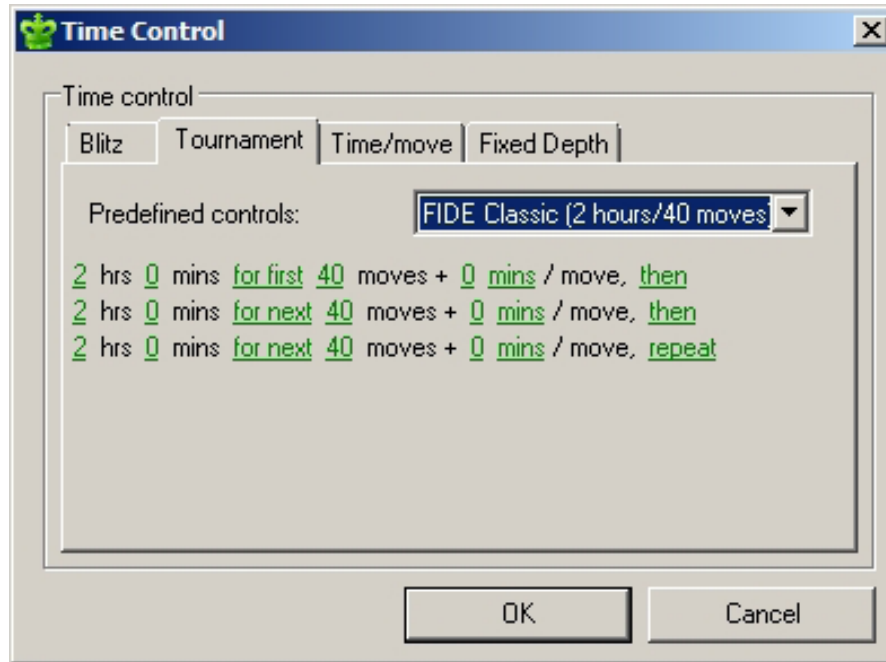 Time Control
Time control
Blitz Tournament Time/move Fixed Depth
Predefined controls: FIDE Classic (2 hours/40 moves)
2 hrs 0 mins for first 40 moves + 0 mins / move, then
2 hrs 0 mins for next 40 moves + 0 mins / move, then
2 hrs 0 mins for next 40 moves + 0 mins / move, repeat
OK Cancel